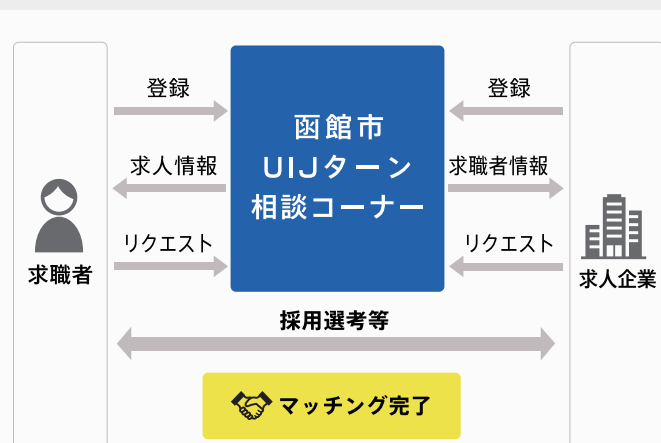 登録
登録
函館市
UIJターン
相談コーナー
求人情報
求職者情報
リクエスト
リクエスト
求職者
求人企業
採用選考等
マッチング完了